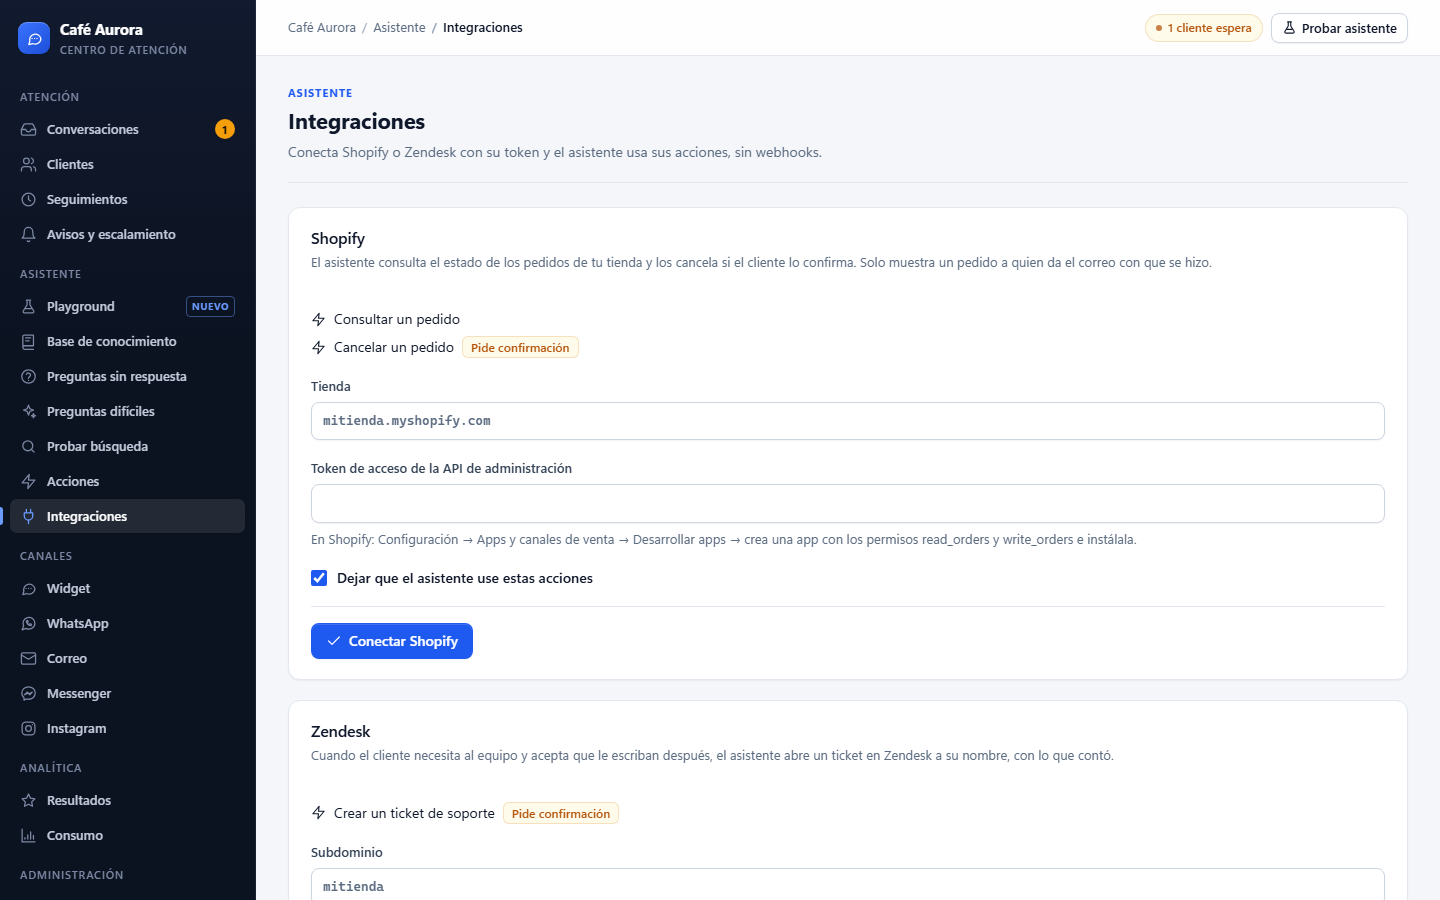 Café Aurora
CENTRO DE ATENCIÓN
ATENCIÓN
Conversaciones
1
Clientes
Seguimientos
Avisos y escalamiento
ASISTENTE
Playground
NUEVO
Base de conocimiento
Preguntas sin respuesta
Preguntas difíciles
Probar búsqueda
Acciones
Integraciones
CANALES
Widget
WhatsApp
Correo
Messenger
Instagram
ANALÍTICA
Resultados
Consumo
ADMINISTRACIÓN
Café Aurora / Asistente / Integraciones
1 cliente espera
Probar asistente
ASISTENTE
Integraciones
Conecta Shopify o Zendesk con su token y el asistente usa sus acciones, sin webhooks.
Shopify
El asistente consulta el estado de los pedidos de tu tienda y los cancela si el cliente lo confirma. Solo muestra un pedido a quien da el correo con que se hizo.
Consultar un pedido
Cancelar un pedido Pide confirmación
Tienda
mitienda.myshopify.com
Token de acceso de la API de administración
En Shopify: Configuración → Apps y canales de venta → Desarrollar apps → crea una app con los permisos read_orders y write_orders e instálala.
Dejar que el asistente use estas acciones
Conectar Shopify
Zendesk
Cuando el cliente necesita al equipo y acepta que le escriban después, el asistente abre un ticket en Zendesk a su nombre, con lo que contó.
Crear un ticket de soporte Pide confirmación
Subdominio
mitienda